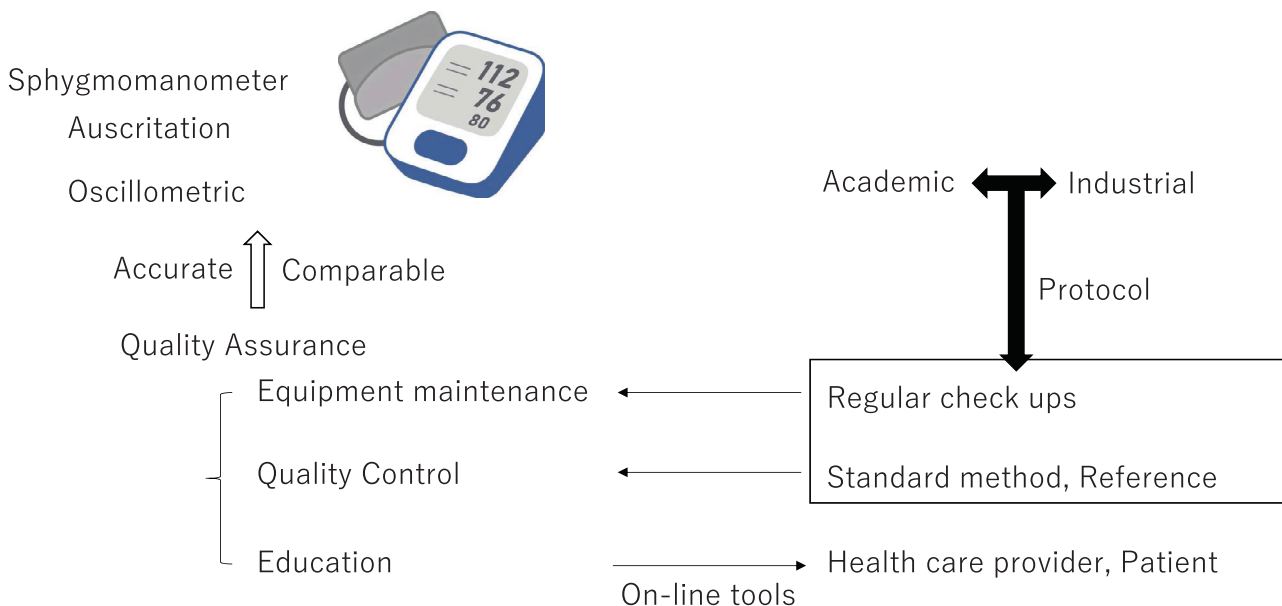 Sphygmomanometer
Auscritation
Oscillometric
112
76
80
Accurate
Comparable
Quality Assurance
Equipment maintenance
Quality Control
Education
Academic
Industrial
Protocol
Regular check ups
Standard method, Reference
On-line tools
Health care provider, Patient